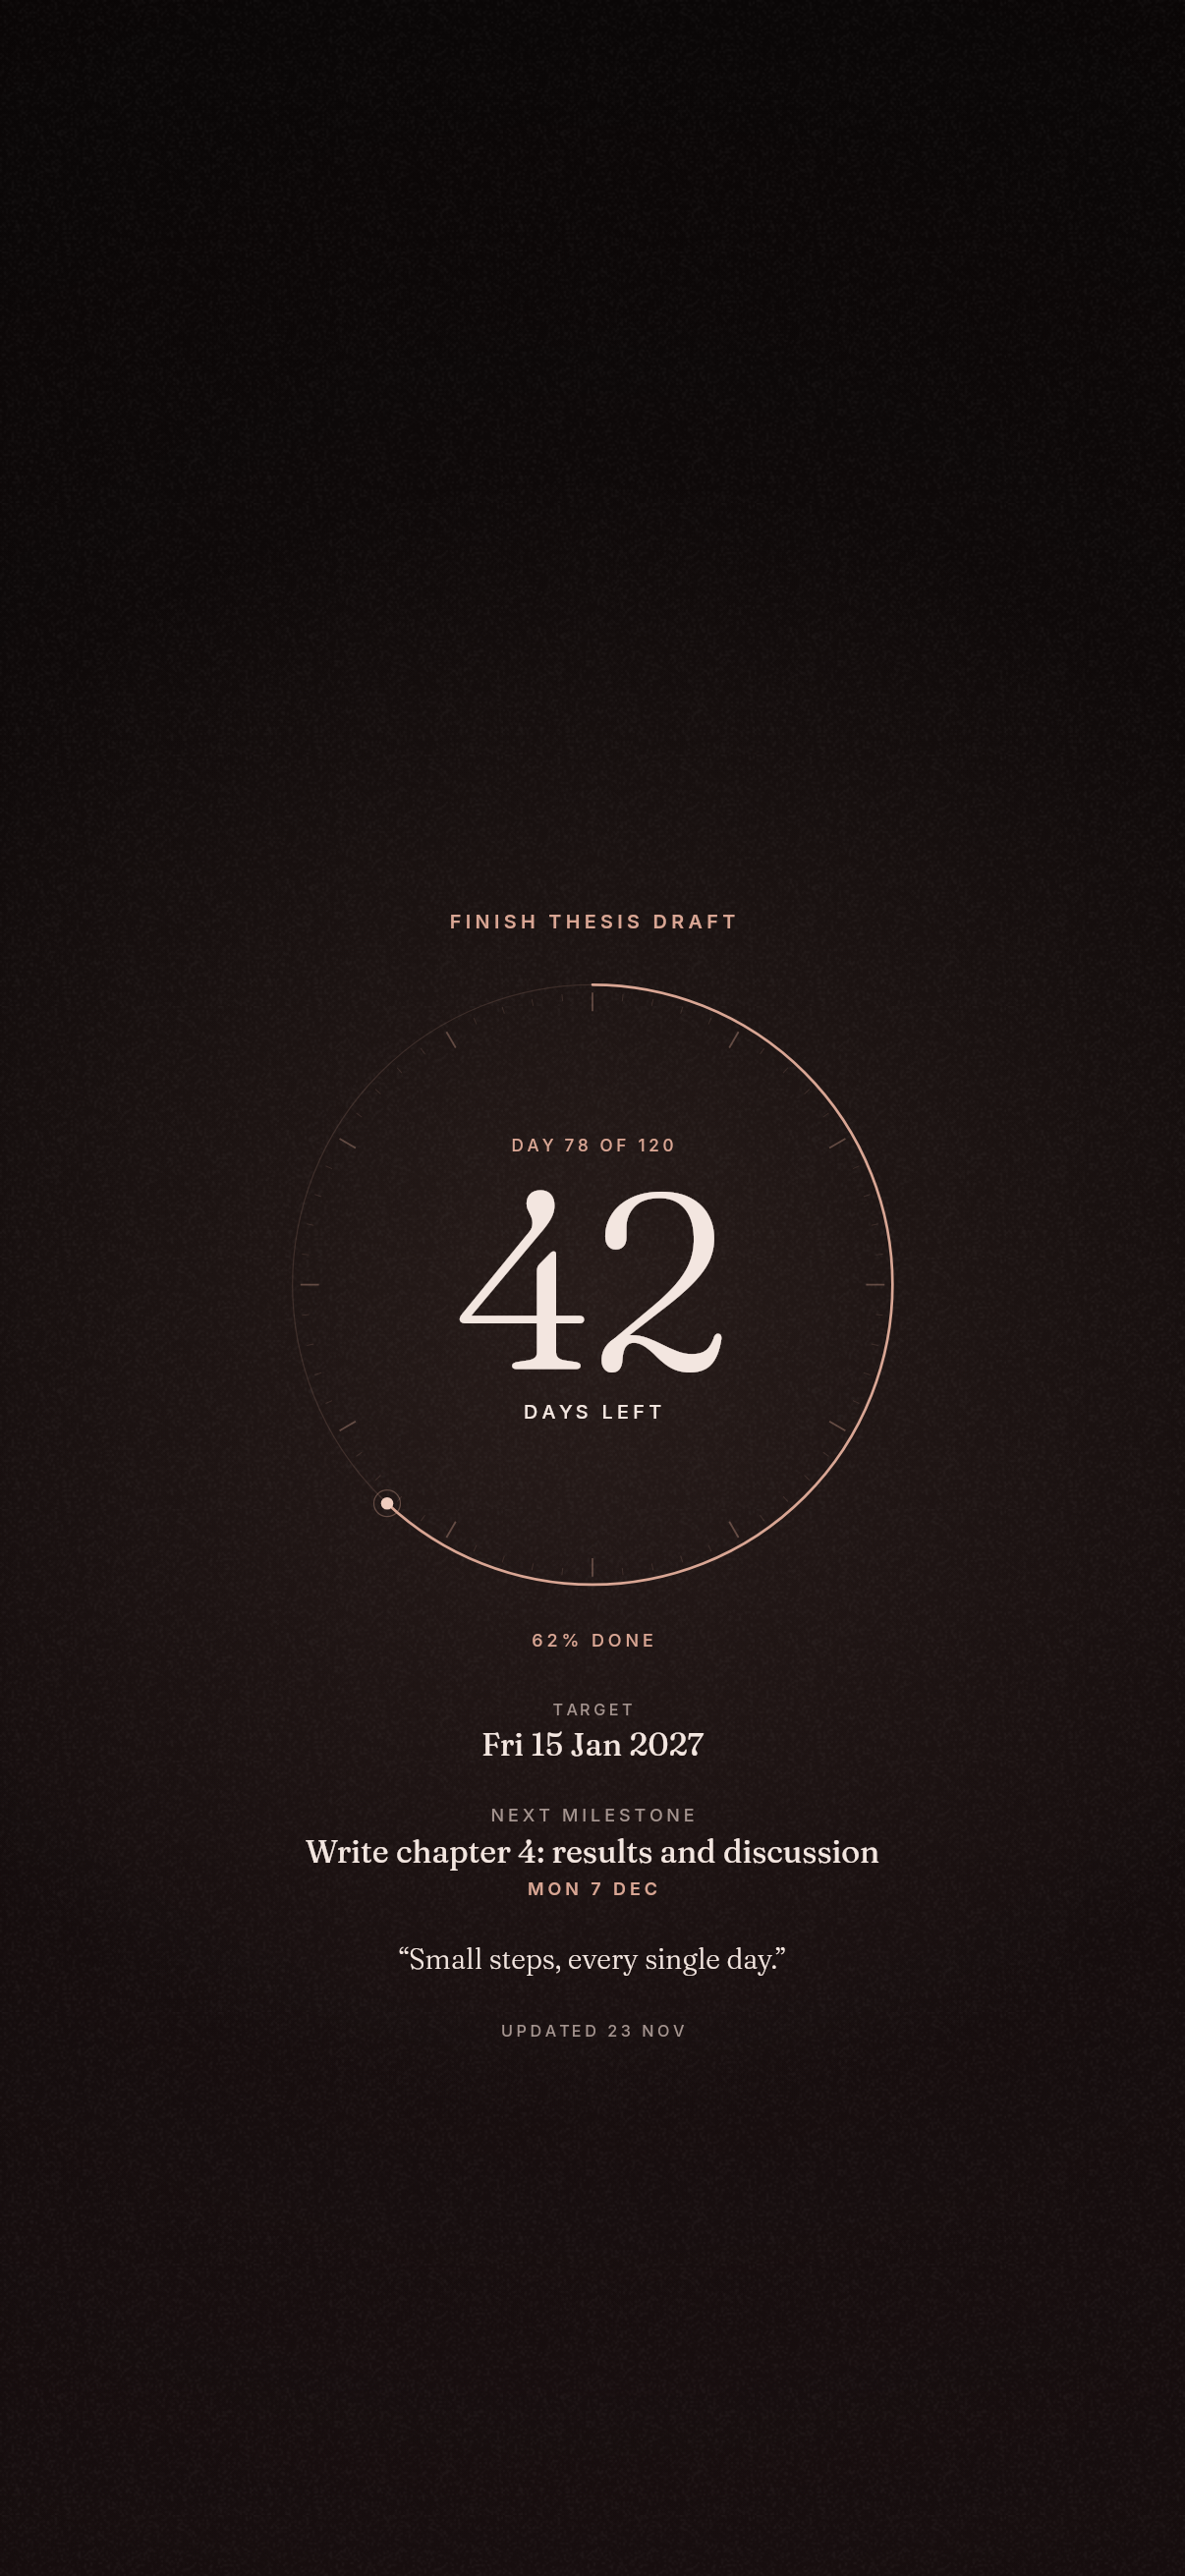 FINISH THESIS DRAFT
DAY 78 OF 120
42
DAYS LEFT
62% DONE
TARGET
Fri 15 Jan 2027
NEXT MILESTONE
Write chapter 4: results and discussion
MON 7 DEC
“Small steps, every single day.”
UPDATED 23 NOV